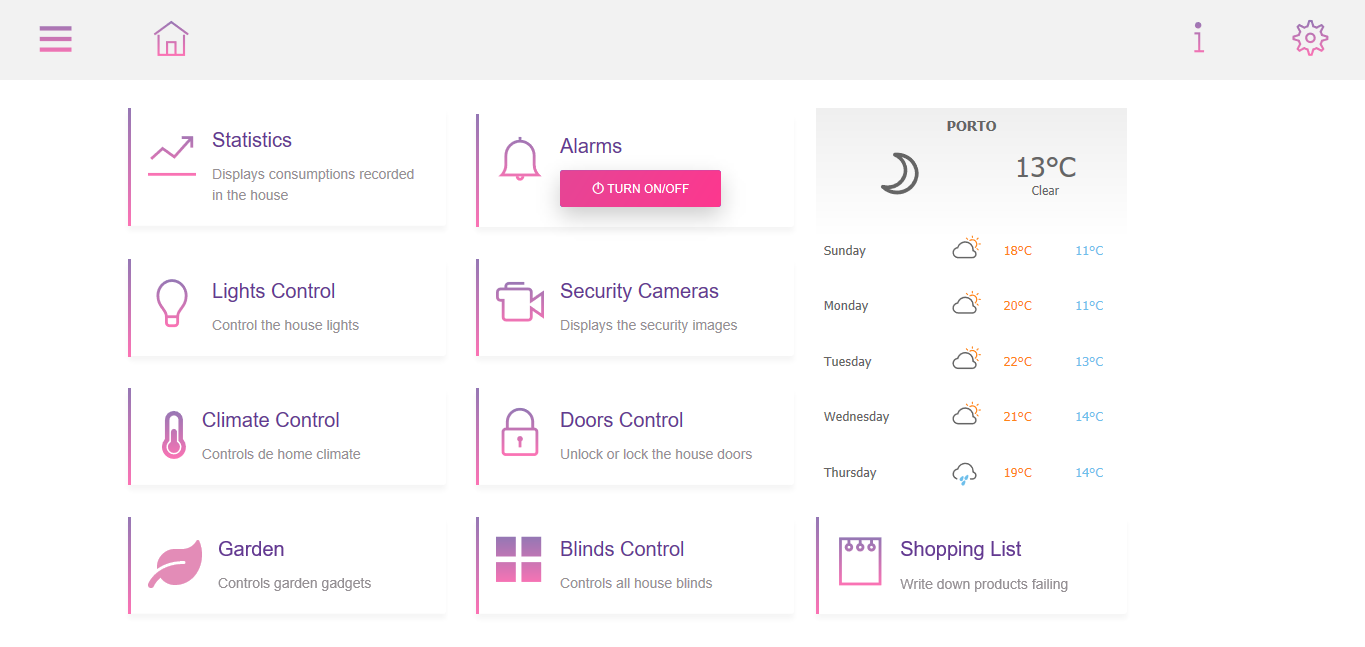 Statistics
Displays consumptions recorded
in the house
Alarms
TURN ON/OFF
PORTO
13°C
Clear
Sunday 18°C 11°C
Monday 20°C 11°C
Tuesday 22°C 13°C
Wednesday 21°C 14°C
Thursday 19°C 14°C
Lights Control
Control the house lights
Security Cameras
Displays the security images
Climate Control
Controls de home climate
Doors Control
Unlock or lock the house doors
Garden
Controls garden gadgets
Blinds Control
Controls all house blinds
Shopping List
Write down products failing